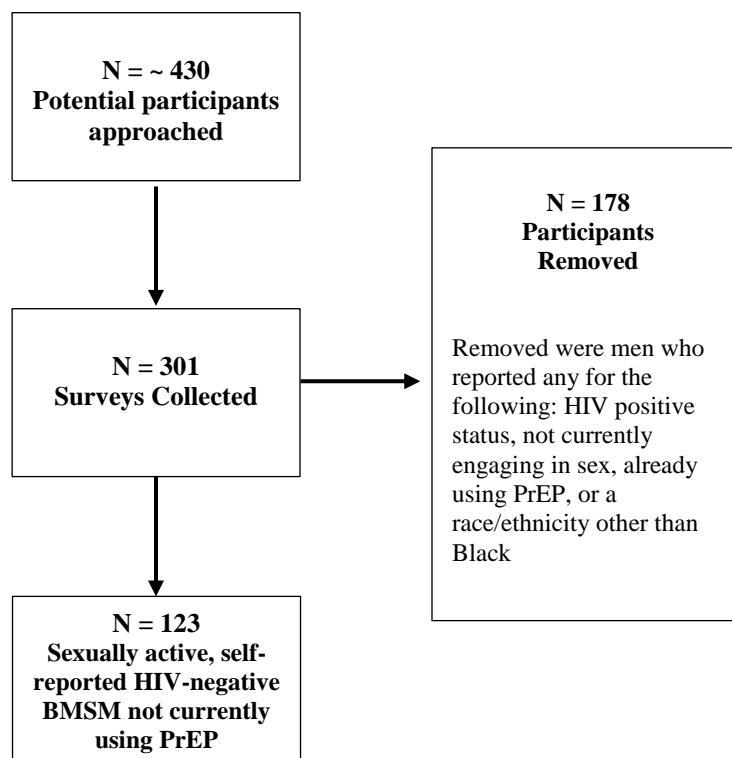 N = ~ 430
Potential participants
approached
N = 178
Participants
Removed
Removed were men who
reported any for the
following: HIV positive
status, not currently
engaging in sex, already
using PrEP, or a
race/ethnicity other than
Black
N = 301
Surveys Collected
N = 123
Sexually active, self-
reported HIV-negative
BMSM not currently
using PrEP